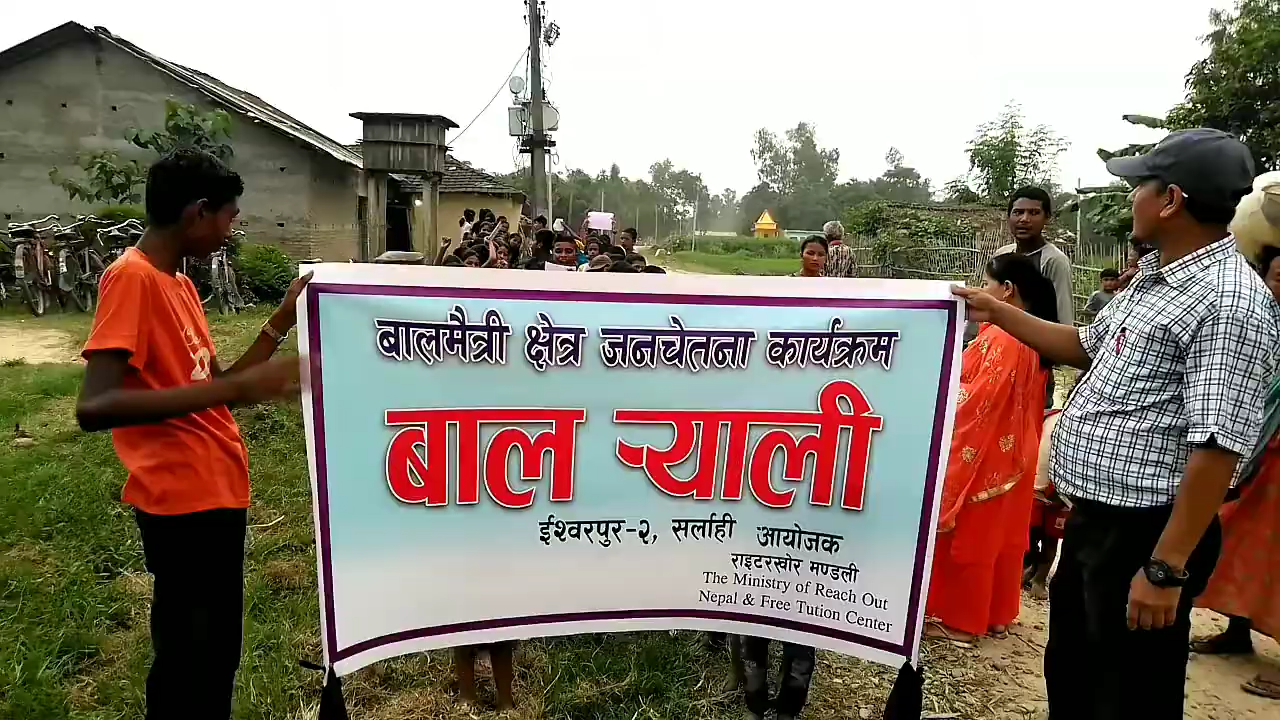 बालमैत्री क्षेत्र जनचेतना कार्यक्रम
बाल ऱ्याली
ईश्वरपुर-२, सर्लाही आयोजक
राइटरखोर मण्डली
The Ministry of Reach Out
Nepal & Free Tution Center